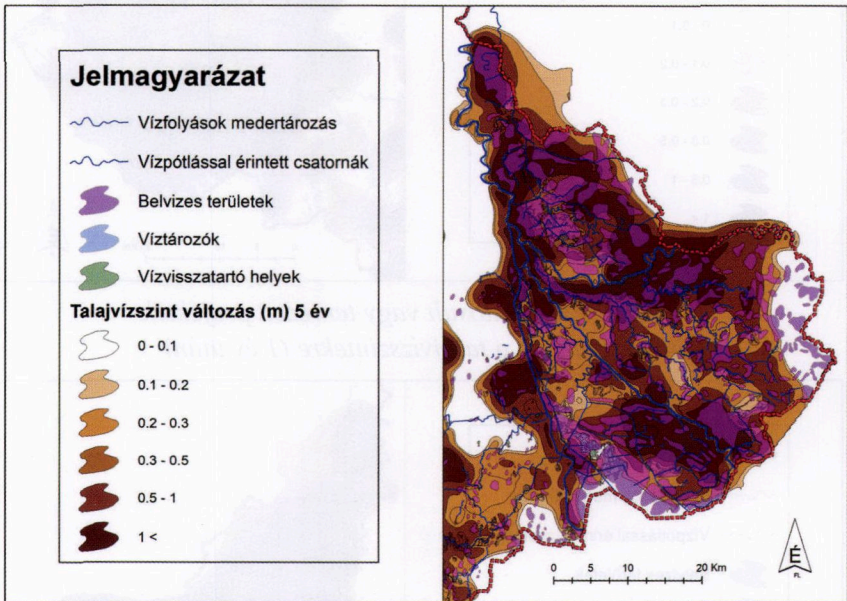 Jelmagyarázat
Vízfolyások medertározás
Vízpótlással érintett csatornák
Belvizes területek
Víztározók
Vízvisszatartó helyek
Talajvízszint változás (m) 5 év
0 - 0.1
0.1 - 0.2
0.2 - 0.3
0.3 - 0.5
0.5 - 1
1 <
É
0 5 10 20 Km